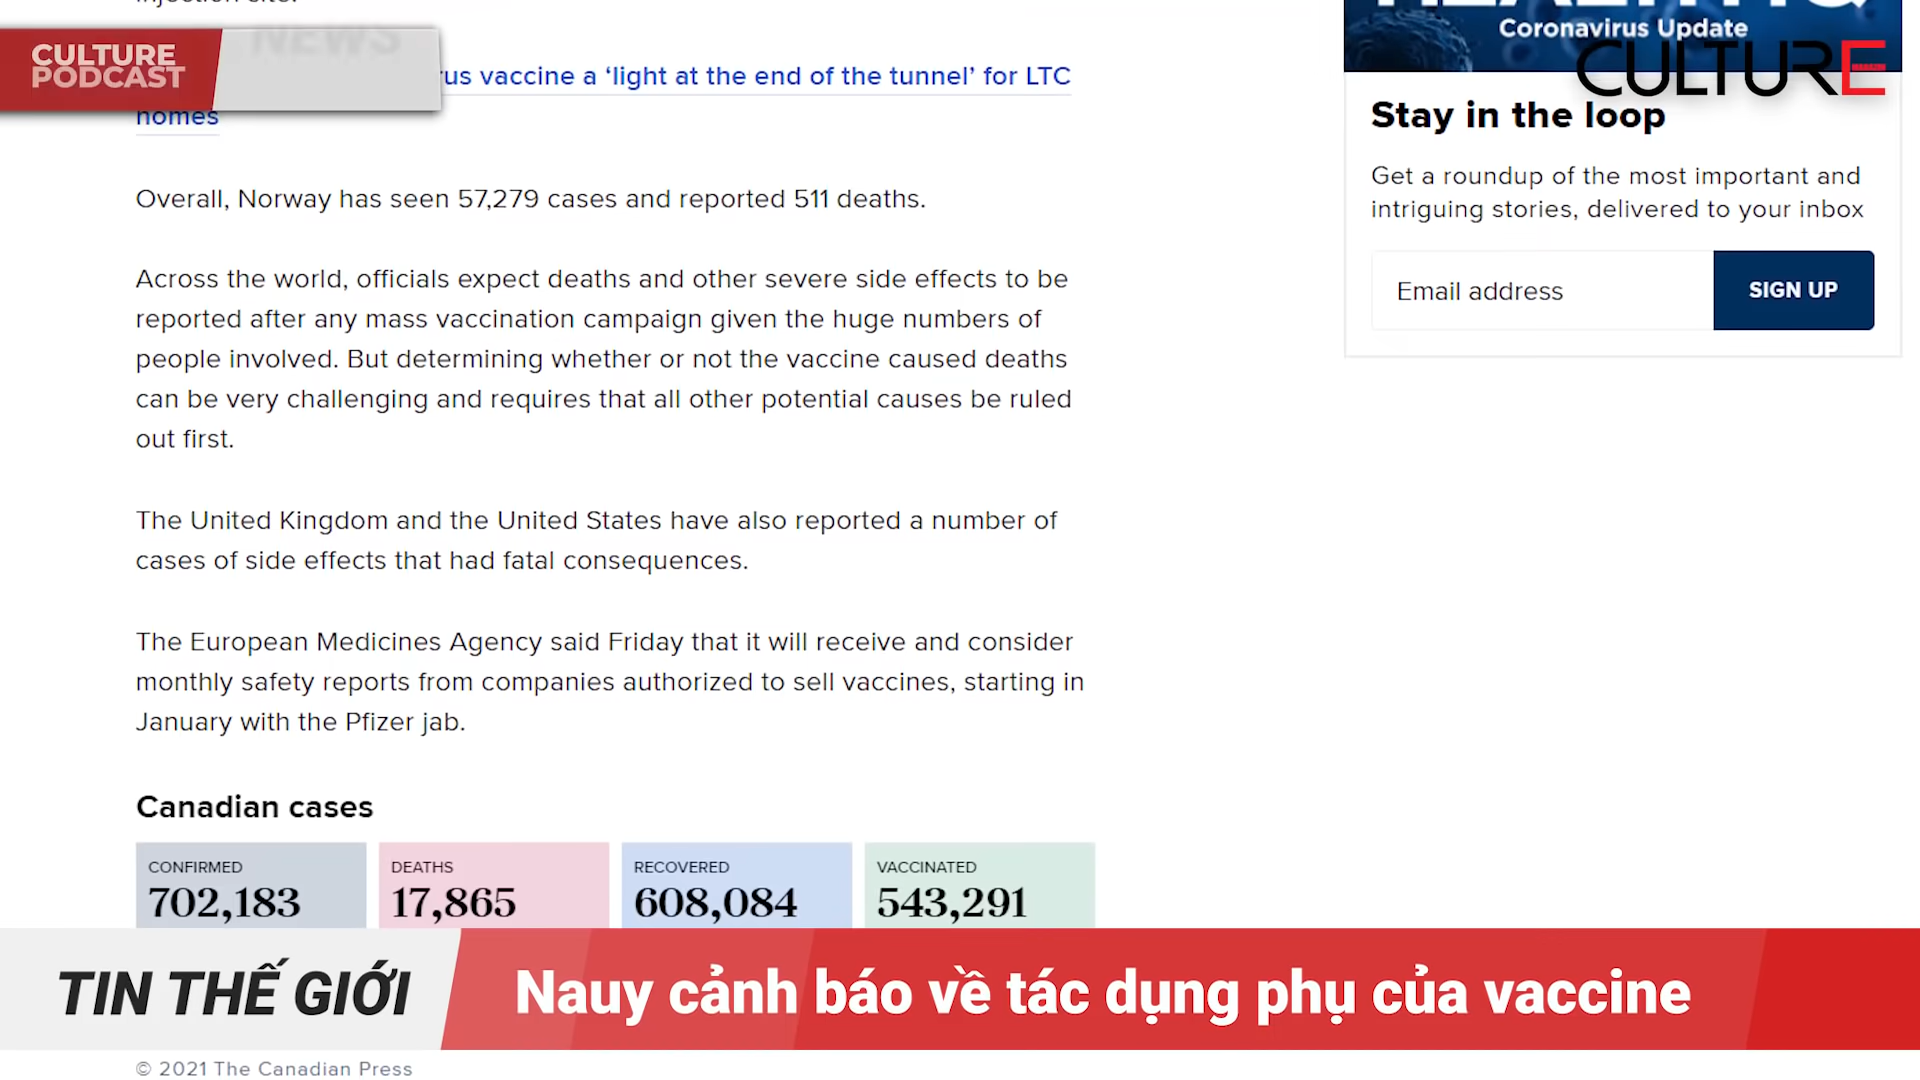 injection site.
CULTURE
PODCAST
NEWS
rus vaccine a ‘light at the end of the tunnel’ for LTC
homes
Overall, Norway has seen 57,279 cases and reported 511 deaths.
Across the world, officials expect deaths and other severe side effects to be
reported after any mass vaccination campaign given the huge numbers of
people involved. But determining whether or not the vaccine caused deaths
can be very challenging and requires that all other potential causes be ruled
out first.
The United Kingdom and the United States have also reported a number of
cases of side effects that had fatal consequences.
The European Medicines Agency said Friday that it will receive and consider
monthly safety reports from companies authorized to sell vaccines, starting in
January with the Pfizer jab.
Canadian cases
CONFIRMED
702,183
DEATHS
17,865
RECOVERED
608,084
VACCINATED
543,291
Coronavirus Update
CULTURE
Stay in the loop
Get a roundup of the most important and
intriguing stories, delivered to your inbox
Email address
SIGN UP
TIN THẾ GIỚI
Nauy cảnh báo về tác dụng phụ của vaccine
© 2021 The Canadian Press